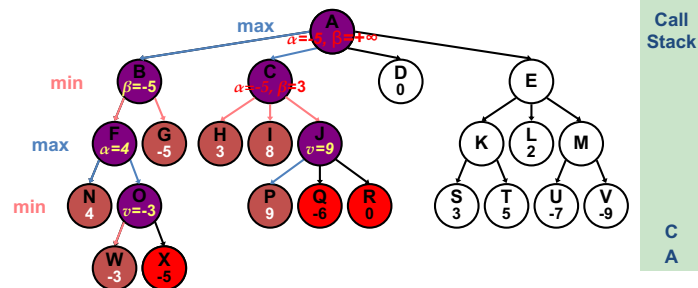 A
max
α=-5, β=+∞
Call
Stack
B
β=-5
C
α=-5, β=3
D
0
E
min
F
α=4
G
-5
H
3
I
8
J
v=9
K
L
2
M
max
N
4
O
v=-3
P
9
Q
-6
R
0
S
3
T
5
U
-7
V
-9
min
W
-3
X
-5
C
A